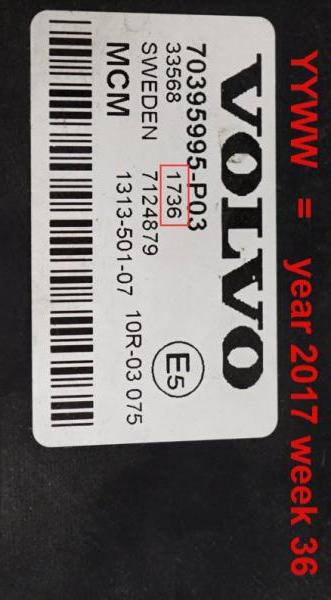 YYWW = year 2017 week 36
VOLVO
70395995-P03
33568 1736
SWEDEN 7124879
MCM 1313-501-07 10R-03 075
E5